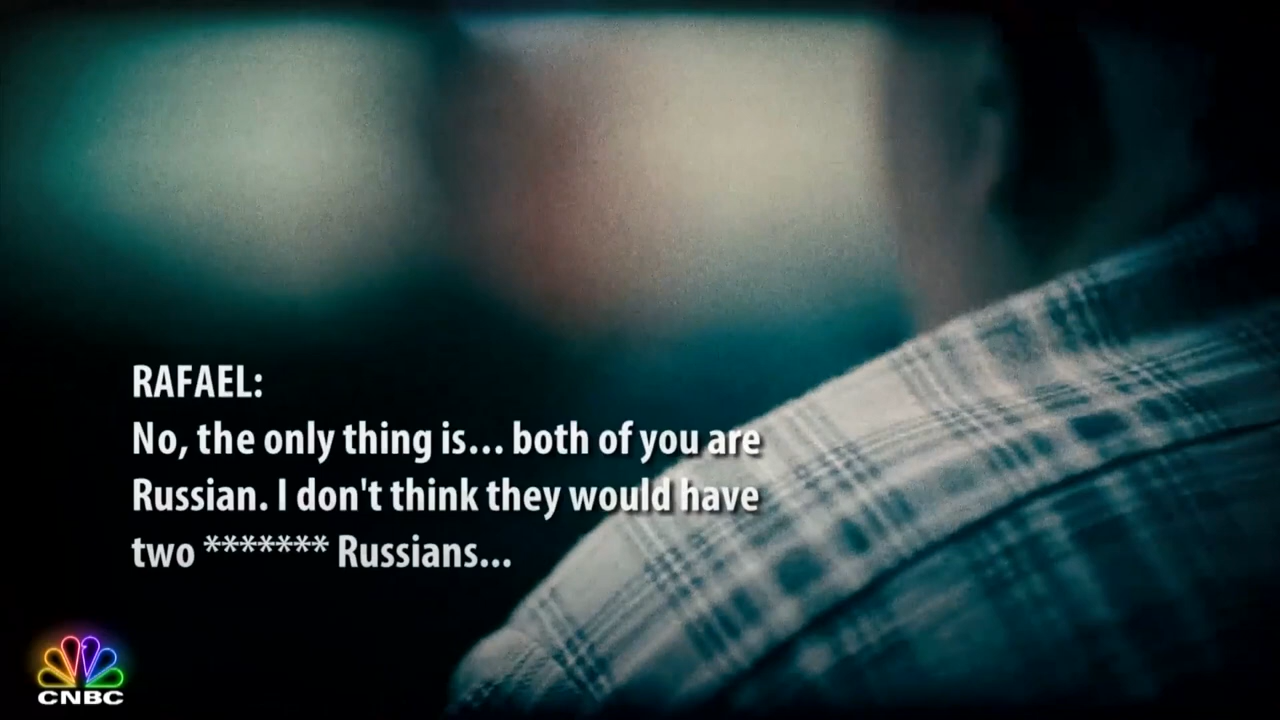 RAFAEL:
No, the only thing is... both of you are
Russian. I don't think they would have
two ******* Russians...
CNBC